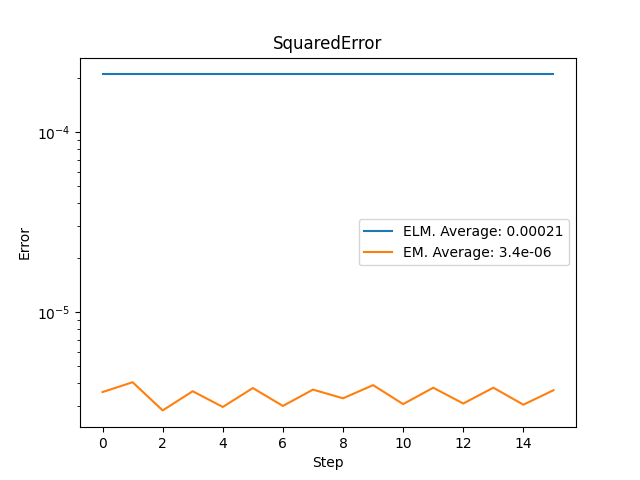 SquaredError
10⁻⁴
10⁻⁵
Error
ELM. Average: 0.00021
EM. Average: 3.4e-06
0 2 4 6 8 10 12 14
Step